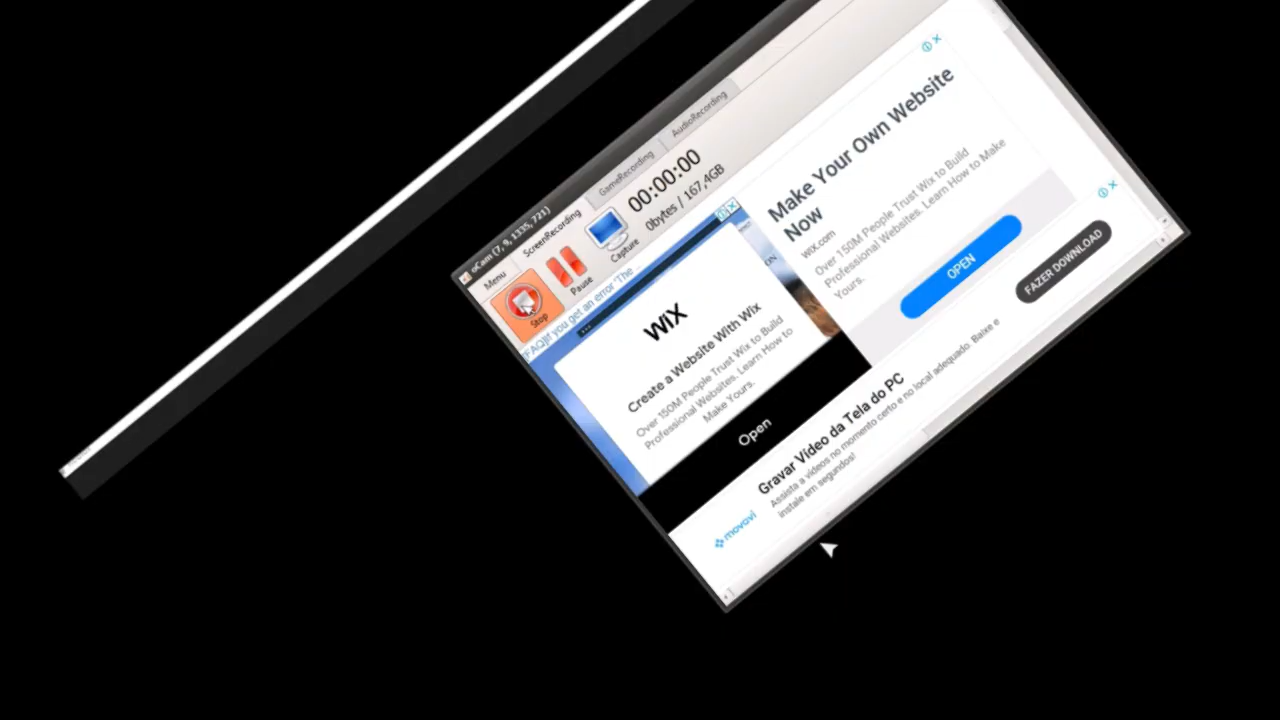 oCam (7, 9, 1335, 721)
Menu
ScreenRecording
GameRecording
AudioRecording
Stop
Pause
Capture
00:00:00
0bytes / 167,4GB
[FAQ]If you get an error "The ...
WIX
Create a Website With Wix
Over 150M People Trust Wix to Build
Professional Websites. Learn How to
Make Yours.
Open
Make Your Own Website
Now
wix.com
Over 150M People Trust Wix to Build
Professional Websites. Learn How to Make
Yours.
OPEN
movavi
Gravar Vídeo da Tela do PC
Assista a vídeos no momento certo e no local adequado. Baixe e
instale em segundos!
FAZER DOWNLOAD